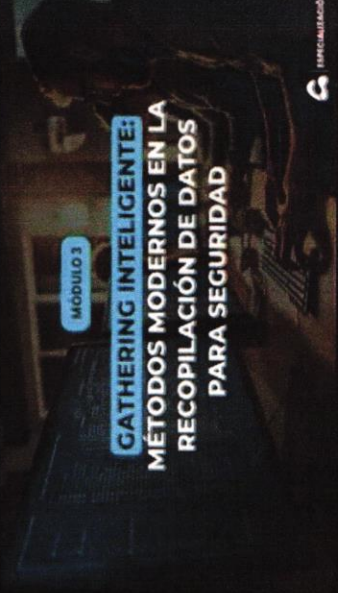 MÓDULO 3
GATHERING INTELIGENTE:
MÉTODOS MODERNOS EN LA
RECOPILACIÓN DE DATOS
PARA SEGURIDAD